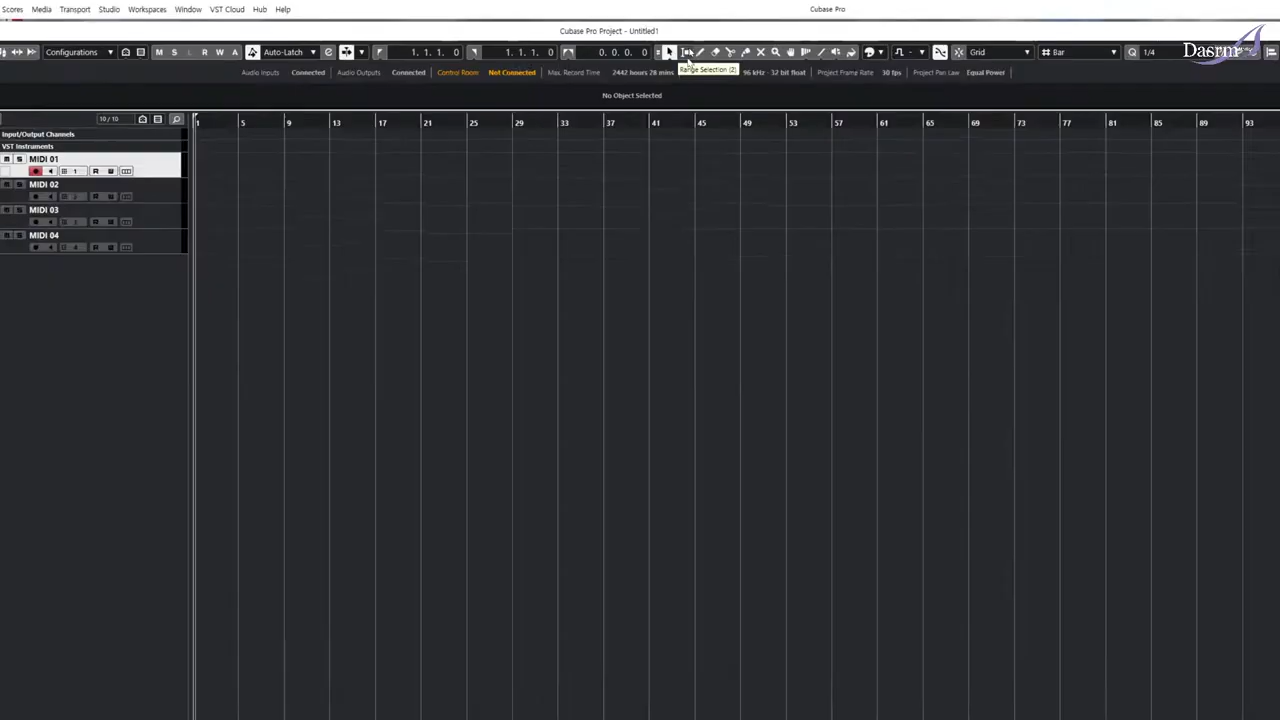 Scores Media Transport Studio Workspaces Window VST Cloud Hub Help Cubase Pro
Cubase Pro Project - Untitled1
Configurations M S L R W A Auto-Latch 1. 1. 1. 0 1. 1. 1. 0 0. 0. 0. 0 Grid Bar Q 1/4
Dasrm
Range Selection (2)
Audio Inputs Connected Audio Outputs Connected Control Room Not Connected Max. Record Time 2442 hours 28 mins 96 kHz - 32 bit float Project Frame Rate 30 fps Project Pan Law Equal Power
No Object Selected
10 / 10 1 5 9 13 17 21 25 29 33 37 41 45 49 53 57 61 65 69 73 77 81 85 89 93
Input/Output Channels
VST Instruments
MIDI 01
1 R W
MIDI 02
2
MIDI 03
3
MIDI 04
4